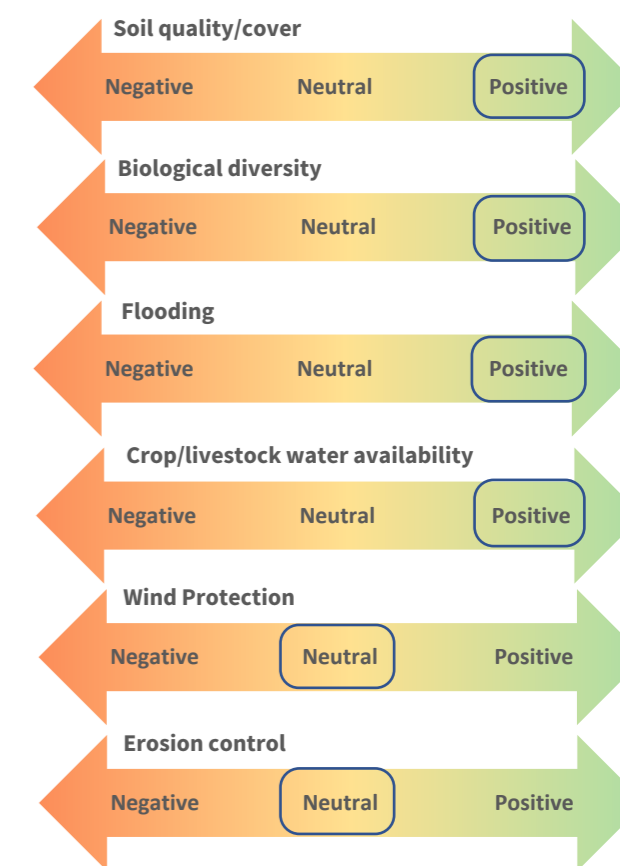 Soil quality/cover
Negative Neutral Positive
Biological diversity
Negative Neutral Positive
Flooding
Negative Neutral Positive
Crop/livestock water availability
Negative Neutral Positive
Wind Protection
Negative Neutral Positive
Erosion control
Negative Neutral Positive